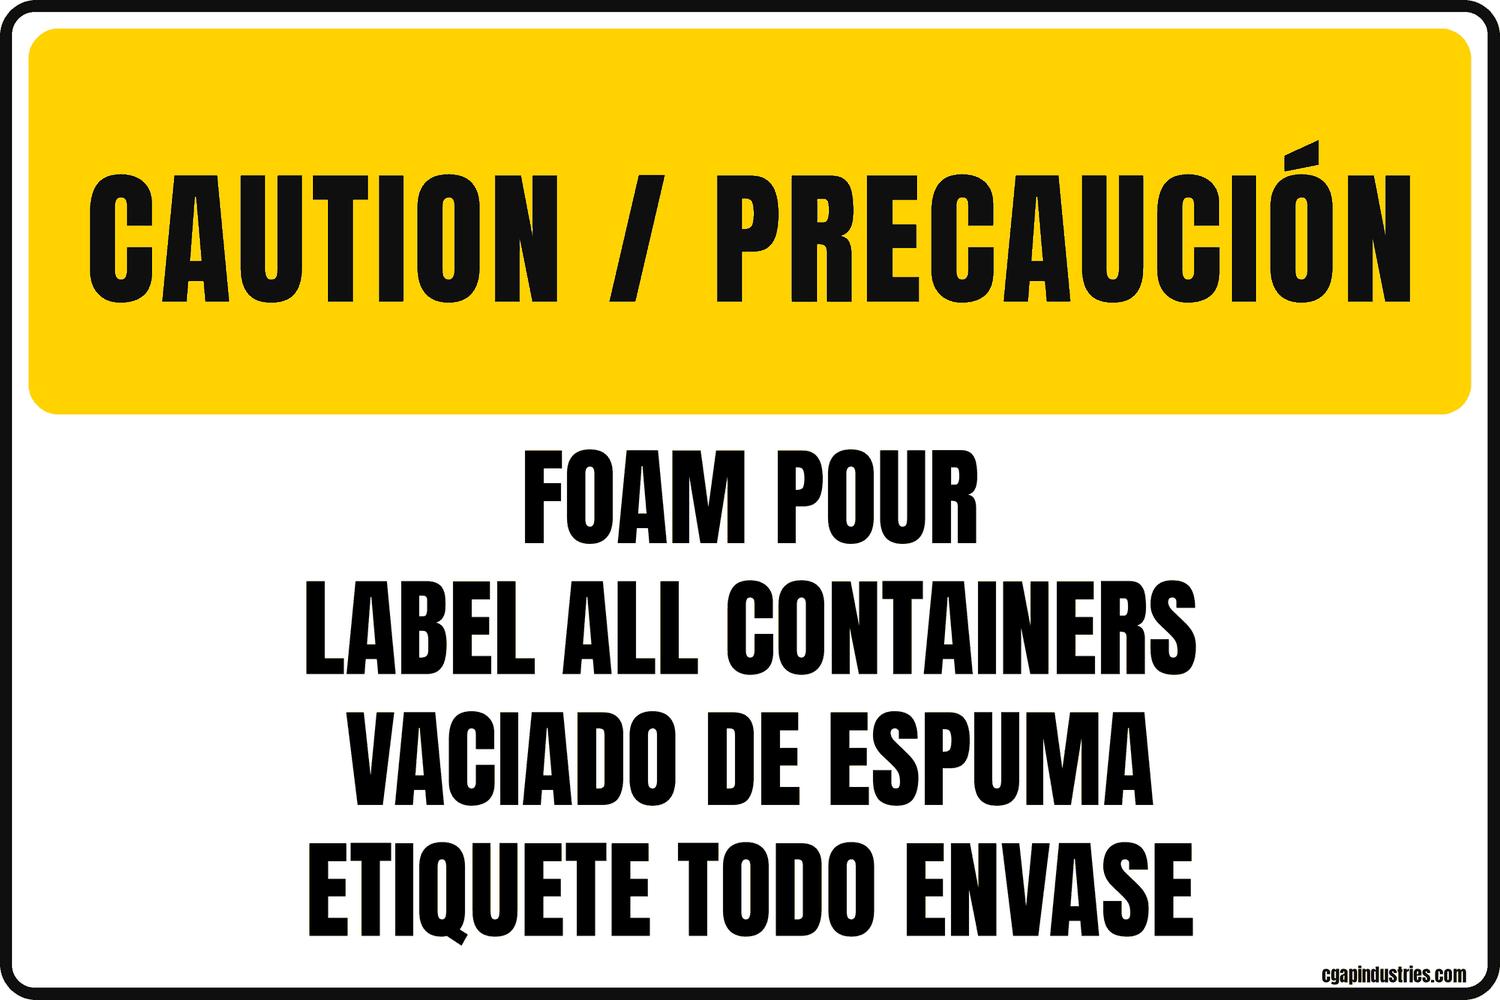 CAUTION / PRECAUCIÓN
FOAM POUR
LABEL ALL CONTAINERS
VACIADO DE ESPUMA
ETIQUETE TODO ENVASE
cgapindustries.com